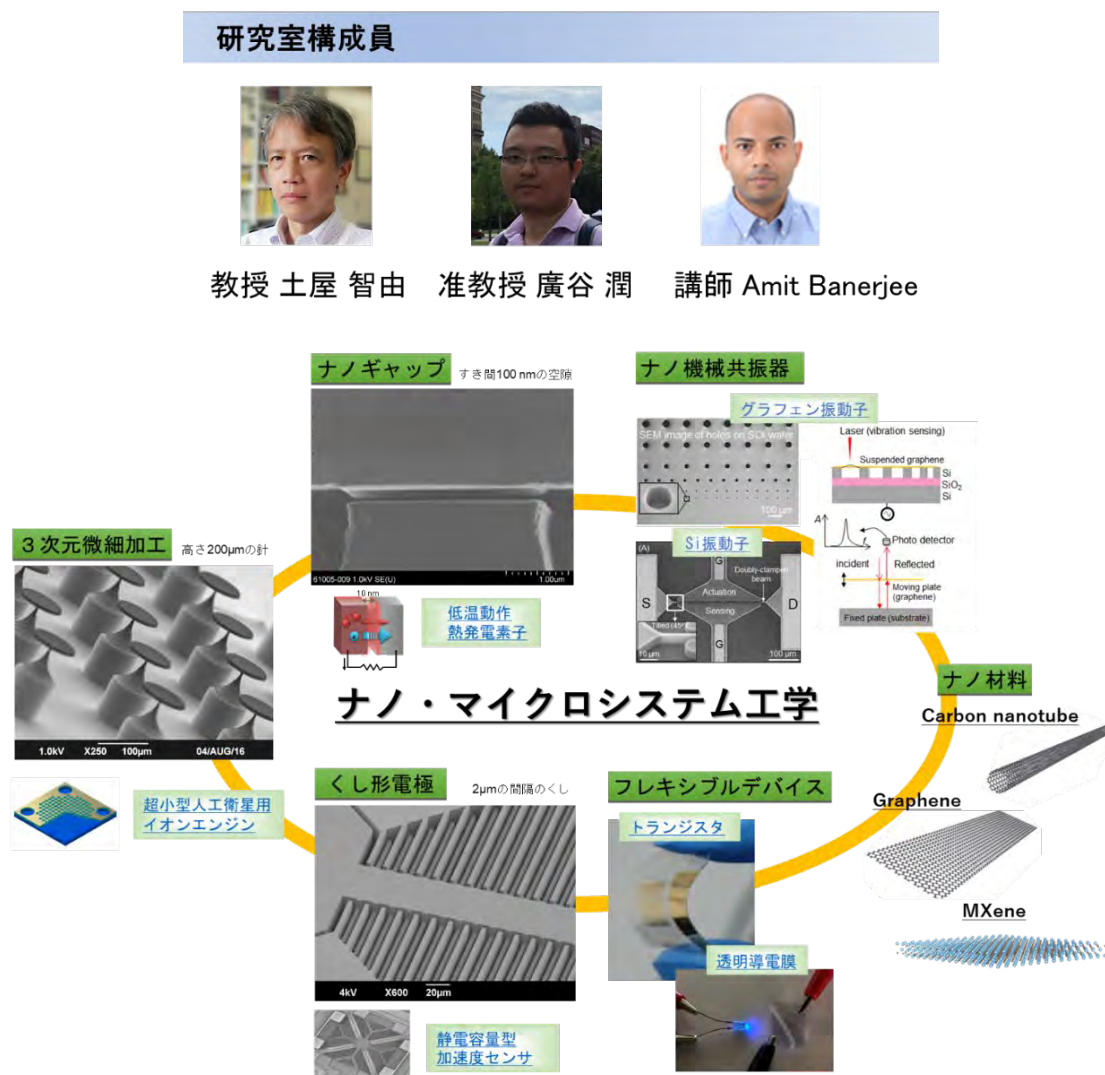 研究室構成員
教授 土屋 智由
准教授 廣谷 潤
講師 Amit Banerjee
ナノギャップ
すき間100 nmの空隙
61005-009 1.0kV SE(U)
1.00um
10 nm
低温動作
熱発電素子
ナノ機械共振器
グラフェン振動子
SEM image of holes on SOI wafer
100 μm
Laser (vibration sensing)
Suspended graphene
Si
SiO2
Si
A
f
Photo detector
incident
Reflected
Moving plate
(graphene)
Fixed plate (substrate)
Si振動子
(A)
G
Doubly-clamped
beam
Actuation
S
D
Sensing
Tilted (45°)
G
10 μm
100 μm
3次元微細加工
高さ200μmの針
1.0kV X250 100μm 04/AUG/16
超小型人工衛星用
イオンエンジン
ナノ・マイクロシステム工学
ナノ材料
Carbon nanotube
Graphene
MXene
くし形電極
2μmの間隔のくし
4kV X600 20μm
静電容量型
加速度センサ
フレキシブルデバイス
トランジスタ
透明導電膜